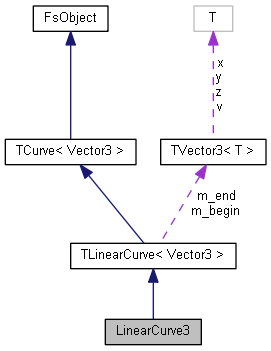 FsObject
T
x
y
z
v
TCurve< Vector3 >
TVector3< T >
m_end
m_begin
TLinearCurve< Vector3 >
LinearCurve3